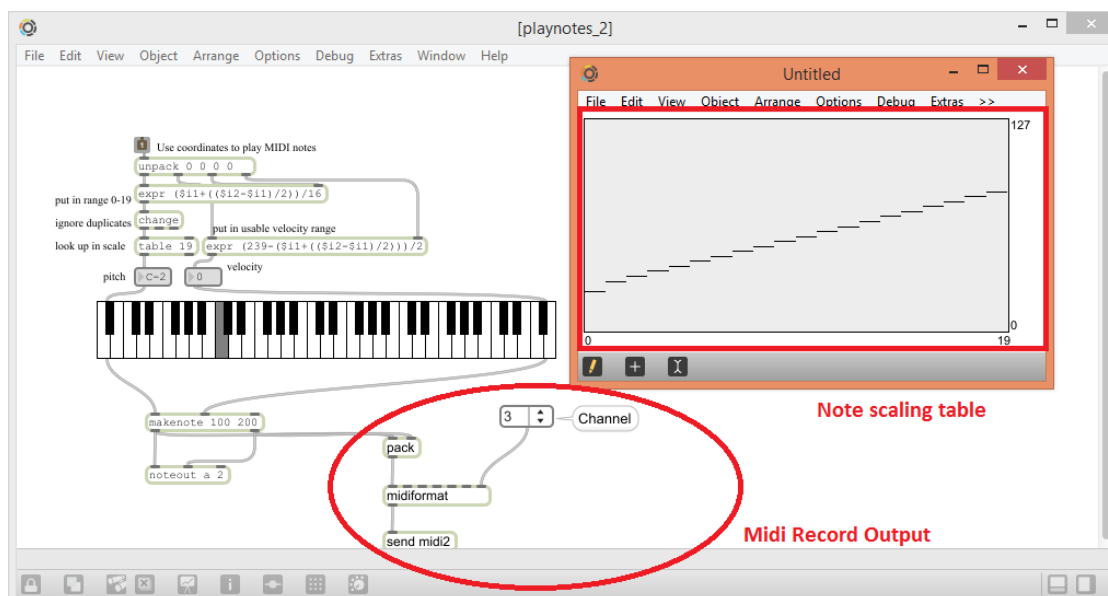 [playnotes_2]
File Edit View Object Arrange Options Debug Extras Window Help
1
Use coordinates to play MIDI notes
unpack 0 0 0 0
put in range 0-19
expr ($i1+(($i2-$i1)/2))/16
ignore duplicates
change
put in usable velocity range
look up in scale
table 19
expr (239-($i1+(($i2-$i1)/2)))/2
pitch
C-2
0
velocity
makenote 100 200
noteout a 2
pack
3
Channel
midiformat
send midi2
Midi Record Output
Untitled
File Edit View Object Arrange Options Debug Extras >>
127
0
0
19
Note scaling table